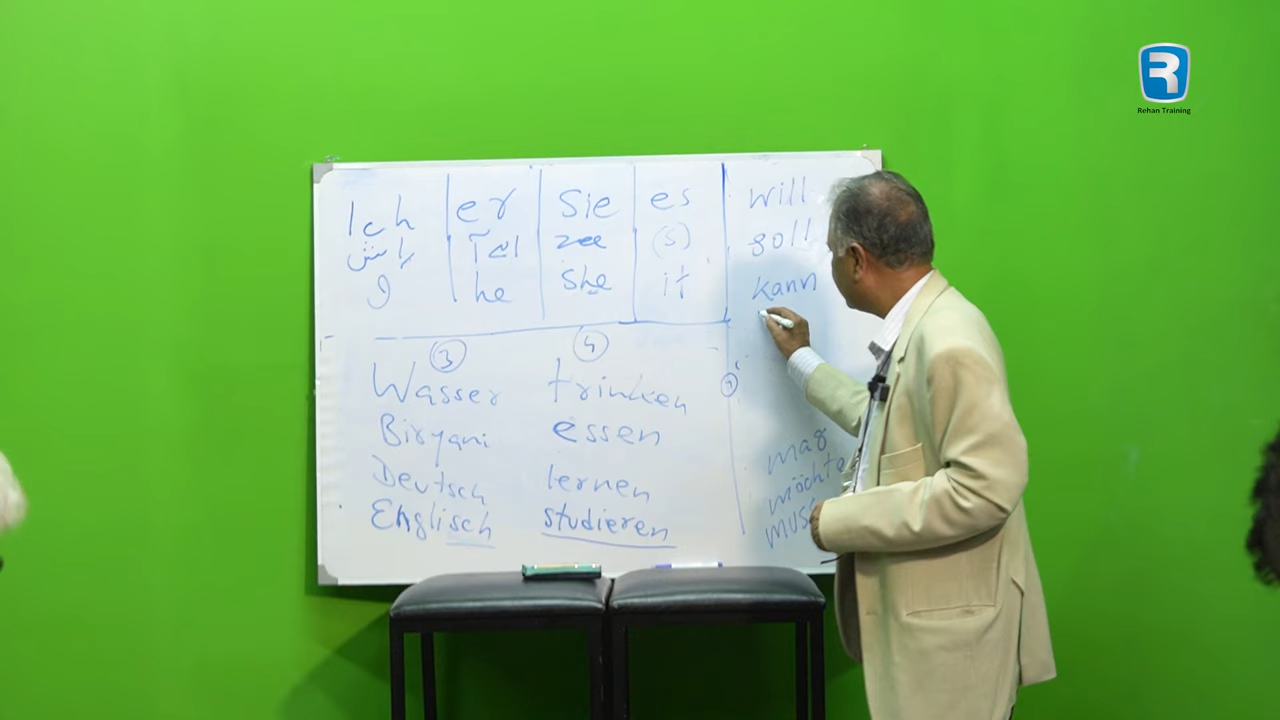 Ich er Sie es will
اش آ zee (s) soll
he she it kann
③ ④
Wasser trinken
Biryani essen
Deutsch lernen mag
Englisch studieren möchte
R
Rehan Training